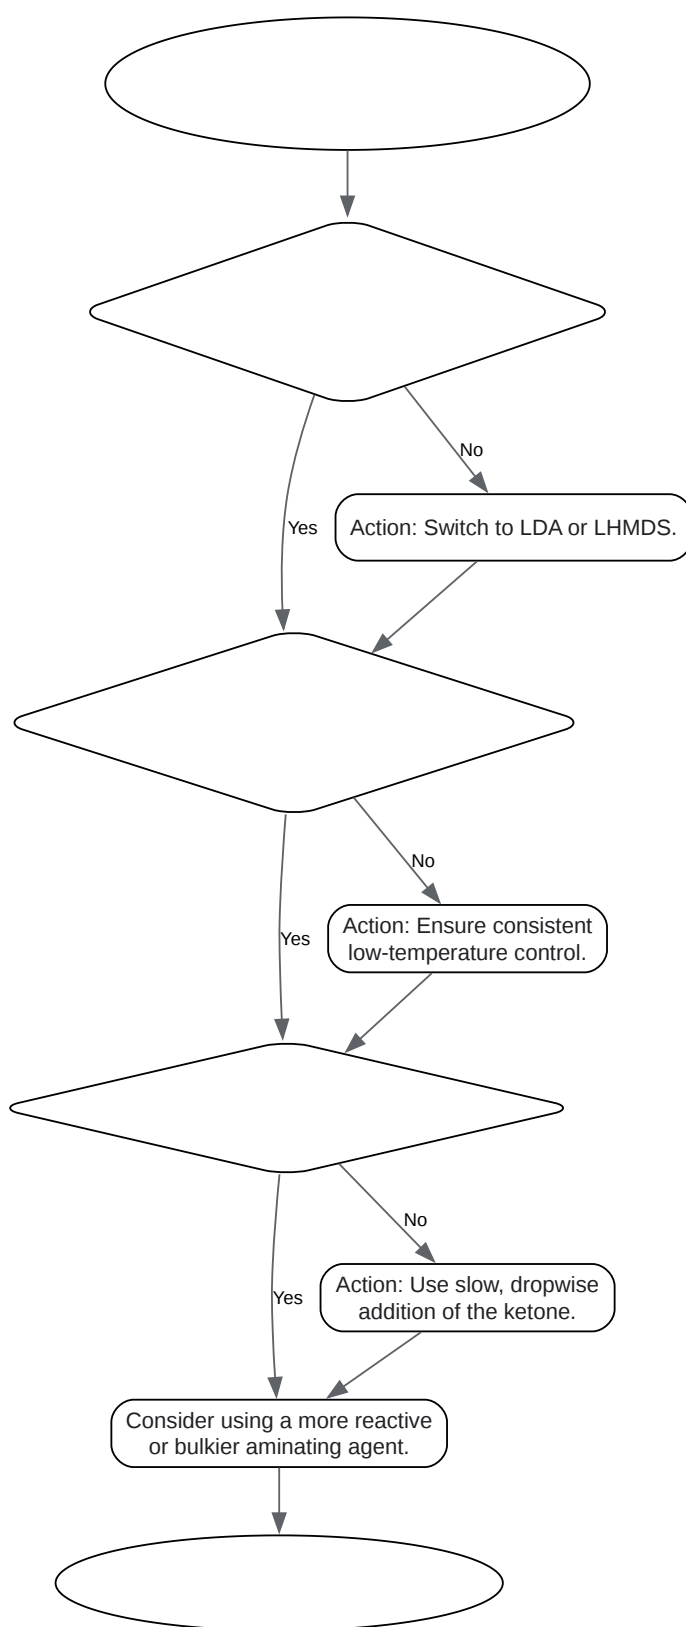 No
Action: Switch to LDA or LHMDS.
Yes
No
Action: Ensure consistent
low-temperature control.
Yes
No
Action: Use slow, dropwise
addition of the ketone.
Yes
Consider using a more reactive
or bulkier aminating agent.